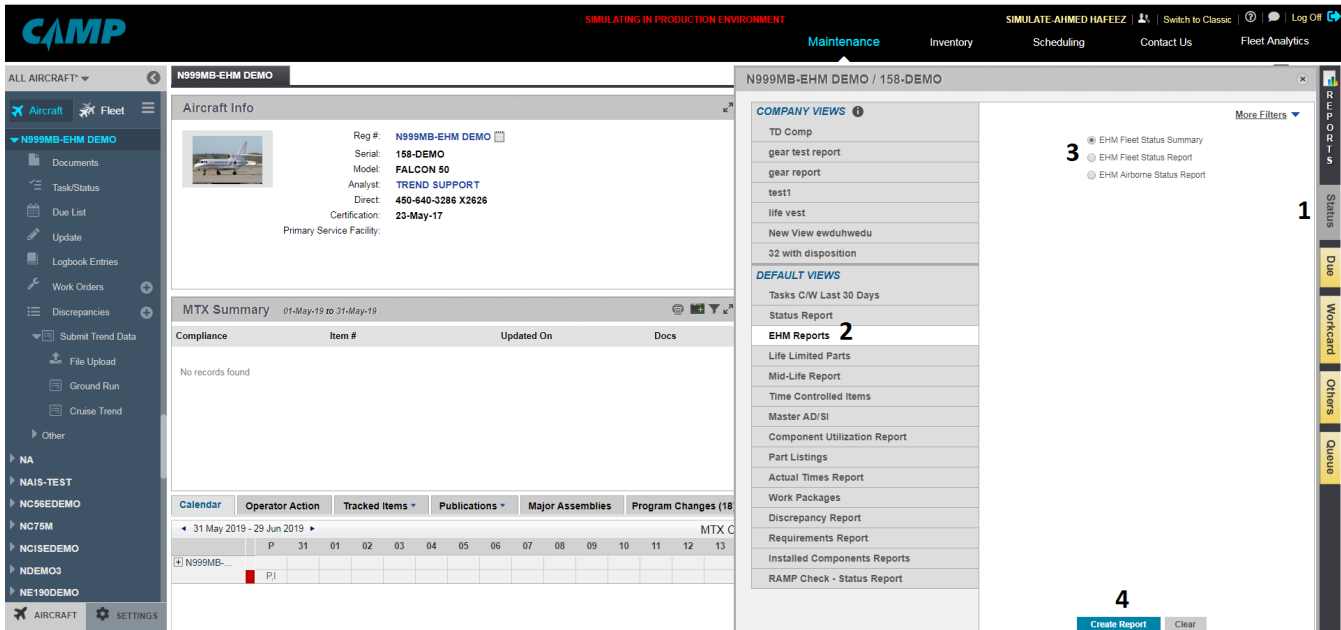 CAMP
SIMULATING IN PRODUCTION ENVIRONMENT
SIMULATE-AHMED HAFEEZ | Switch to Classic | Log Off
Maintenance Inventory Scheduling Contact Us Fleet Analytics
ALL AIRCRAFT*
Aircraft Fleet
N999MB-EHM DEMO
Documents
Task/Status
Due List
Update
Logbook Entries
Work Orders
Discrepancies
Submit Trend Data
File Upload
Ground Run
Cruise Trend
Other
NA
NAIS-TEST
NC56EDEMO
NC75M
NCISEDEMO
NDEMO3
NE190DEMO
AIRCRAFT SETTINGS
N999MB-EHM DEMO
Aircraft Info
Reg #: N999MB-EHM DEMO
Serial: 158-DEMO
Model: FALCON 50
Analyst: TREND SUPPORT
Direct: 450-640-3286 X2626
Certification: 23-May-17
Primary Service Facility:
MTX Summary 01-May-19 to 31-May-19
Compliance Item # Updated On Docs
No records found
Calendar Operator Action Tracked Items Publications Major Assemblies Program Changes (18
31 May 2019 - 29 Jun 2019 MTX C
P 31 01 02 03 04 05 06 07 08 09 10 11 12 13
N999MB-...
P,I
N999MB-EHM DEMO / 158-DEMO
COMPANY VIEWS
TD Comp
gear test report
gear report
test1
life vest
New View ewduhwedu
32 with disposition
DEFAULT VIEWS
Tasks C/W Last 30 Days
Status Report
EHM Reports 2
Life Limited Parts
Mid-Life Report
Time Controlled Items
Master AD/SI
Component Utilization Report
Part Listings
Actual Times Report
Work Packages
Discrepancy Report
Requirements Report
Installed Components Reports
RAMP Check - Status Report
More Filters
3
EHM Fleet Status Summary
EHM Fleet Status Report
EHM Airborne Status Report
4
Create Report Clear
REPORTS
1
Status
Due
Workcard
Others
Queue